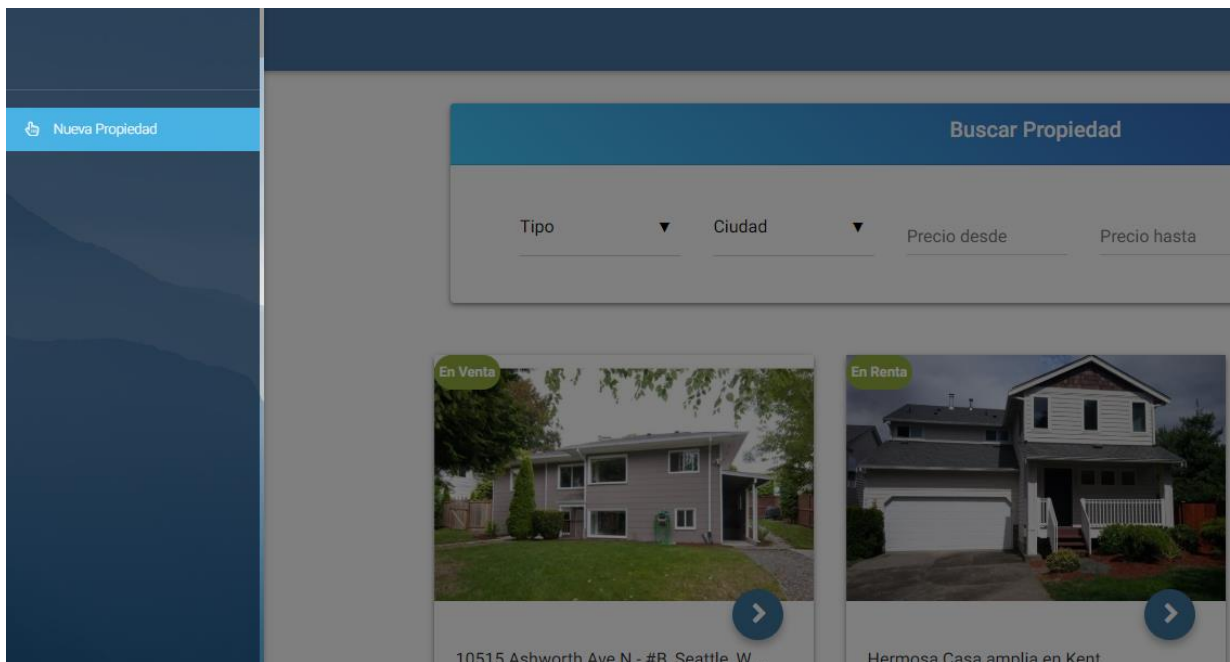 Nueva Propiedad
Buscar Propiedad
Tipo
Ciudad
Precio desde
Precio hasta
En Venta
En Renta
10515 Ashworth Ave N - #B, Seattle, W
Hermosa Casa amplia en Kent